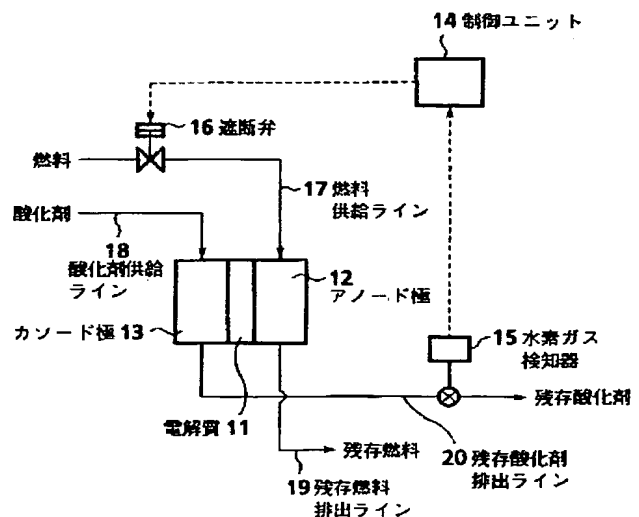 14 制御ユニット
16 遮断弁
燃料
17 燃料
供給ライン
酸化剤
18
酸化剤供給
ライン
12
アノード極
カソード極 13
15 水素ガス
検知器
残存酸化剤
電解質 11
残存燃料
20 残存酸化剤
排出ライン
19 残存燃料
排出ライン